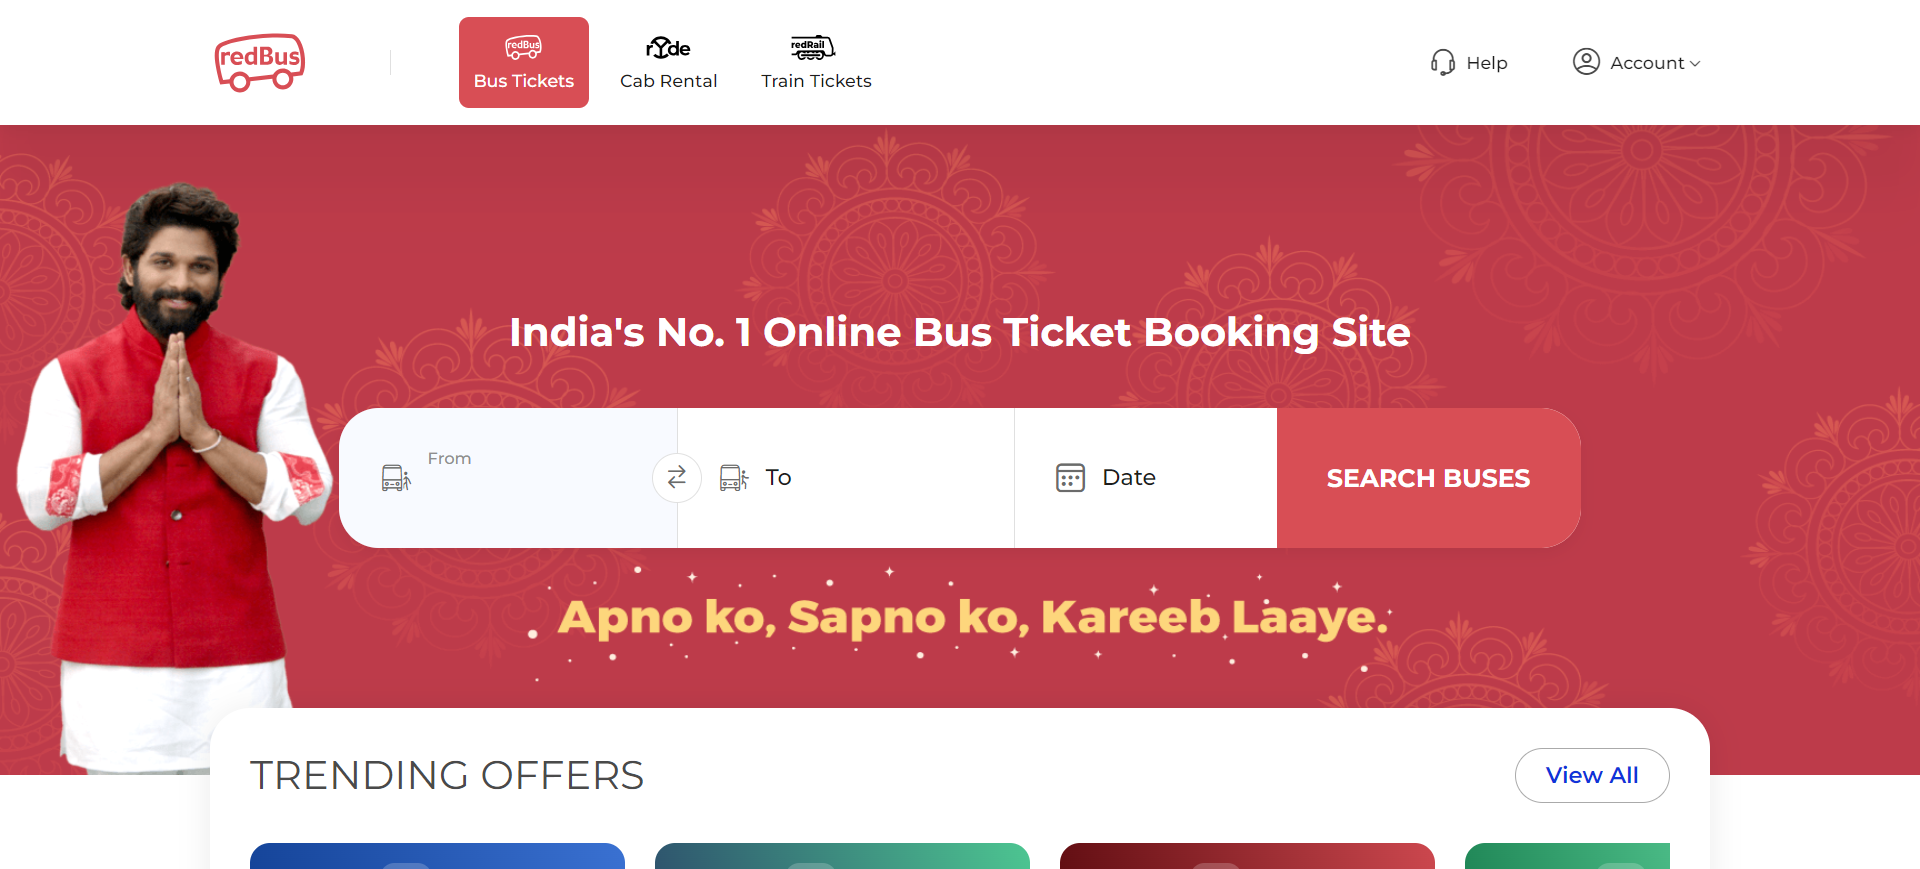 redBus
redBus
Bus Tickets
rYde
Cab Rental
redRail
Train Tickets
Help
Account
India's No. 1 Online Bus Ticket Booking Site
From
To
Date
SEARCH BUSES
Apno ko, Sapno ko, Kareeb Laaye.
TRENDING OFFERS
View All